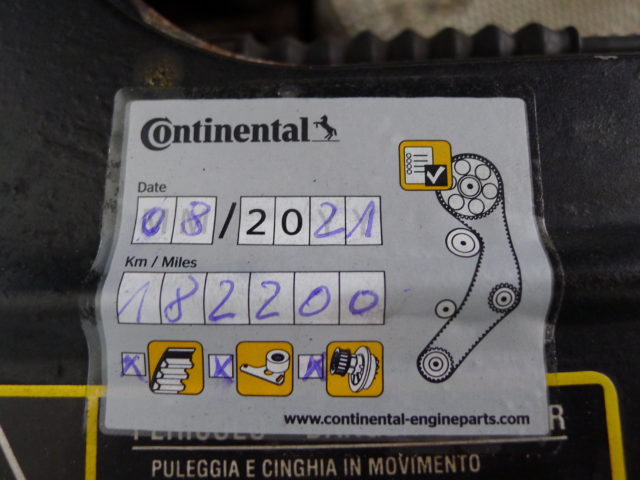 Continental
Date
08/2021
Km / Miles
182200
www.continental-engineparts.com
PULEGGIA E CINGHIA IN MOVIMENTO